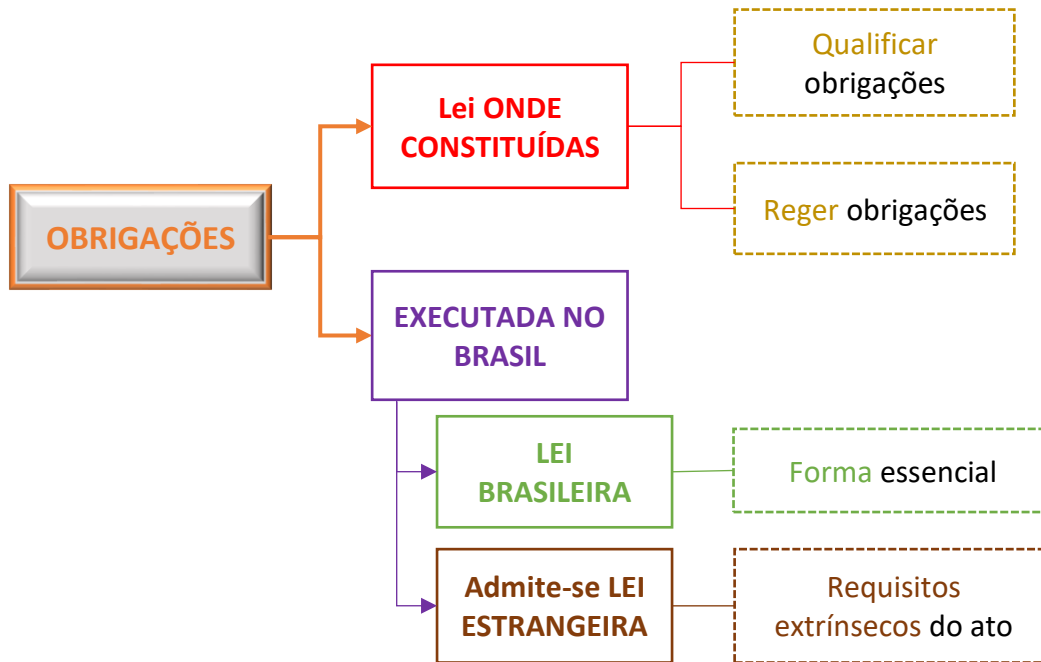 OBRIGAÇÕES
Lei ONDE
CONSTITUÍDAS
Qualificar
obrigações
Reger obrigações
EXECUTADA NO
BRASIL
LEI
BRASILEIRA
Forma essencial
Admite-se LEI
ESTRANGEIRA
Requisitos
extrínsecos do ato